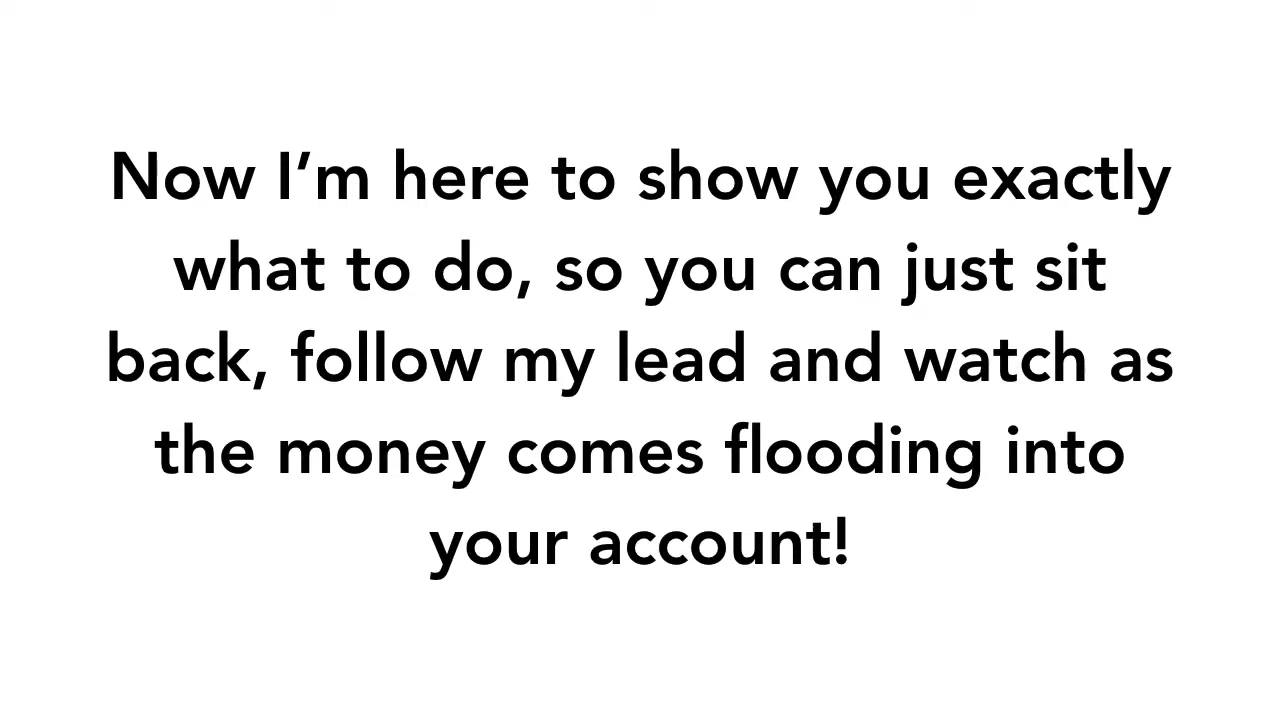 Now I’m here to show you exactly
what to do, so you can just sit
back, follow my lead and watch as
the money comes flooding into
your account!